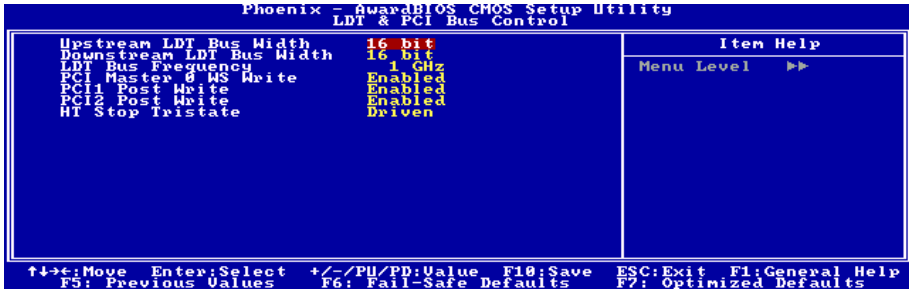 Phoenix - AwardBIOS CMOS Setup Utility
LDT & PCI Bus Control
Upstream LDT Bus Width 16 bit
Downstream LDT Bus Width 16 bit
LDT Bus Frequency 1 GHz
PCI Master 0 WS Write Enabled
PCI1 Post Write Enabled
PCI2 Post Write Enabled
HT Stop Tristate Driven
Item Help
Menu Level ▶▶
↑↓→←:Move Enter:Select +/-/PU/PD:Value F10:Save ESC:Exit F1:General Help
F5: Previous Values F6: Fail-Safe Defaults F7: Optimized Defaults